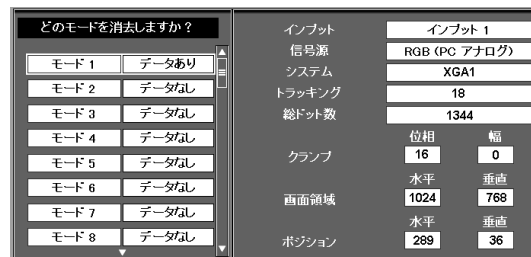 どのモードを消去しますか？
モード 1 データあり
モード 2 データなし
モード 3 データなし
モード 4 データなし
モード 5 データなし
モード 6 データなし
モード 7 データなし
モード 8 データなし
インプット インプット 1
信号源 RGB (PC アナログ)
システム XGA1
トラッキング 18
総ドット数 1344
位相 幅
クランプ 16 0
水平 垂直
画面領域 1024 768
水平 垂直
ポジション 289 36